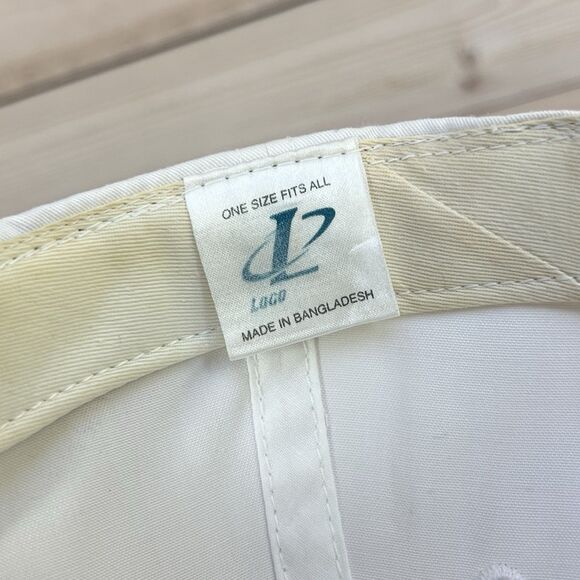 ONE SIZE FITS ALL
L
LOGO
MADE IN BANGLADESH